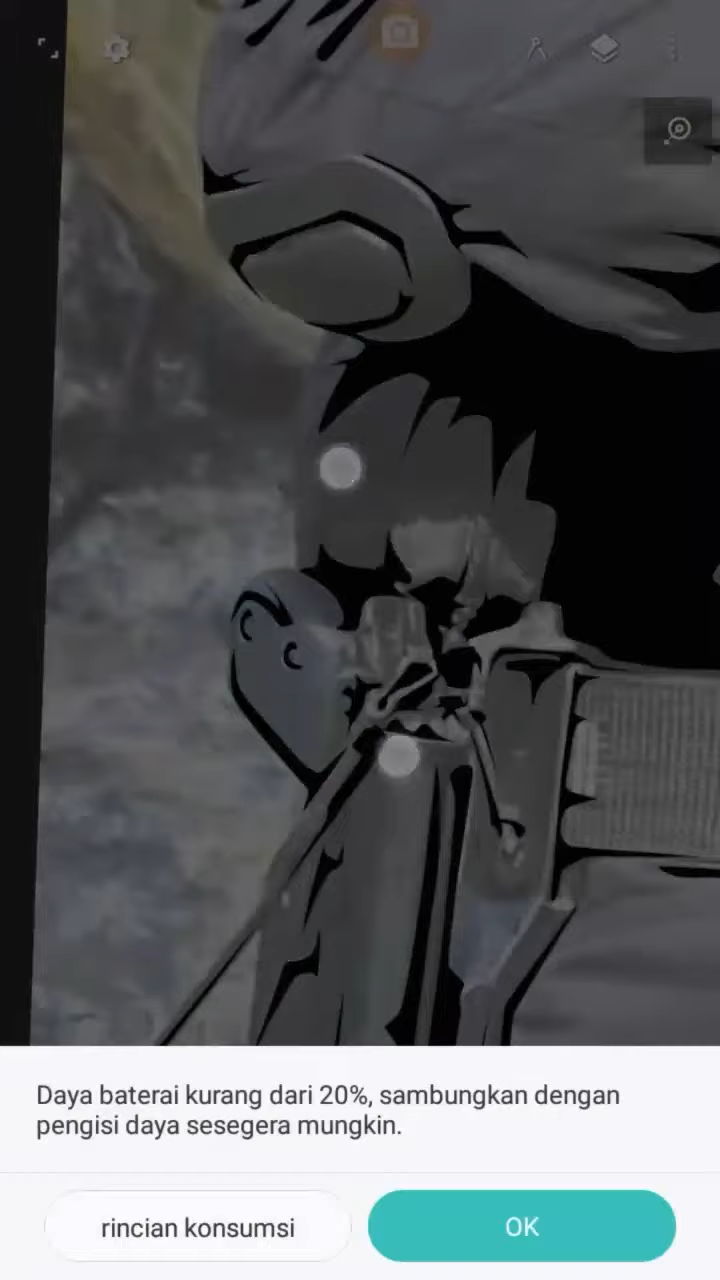 Daya baterai kurang dari 20%, sambungkan dengan
pengisi daya sesegera mungkin.
rincian konsumsi
OK